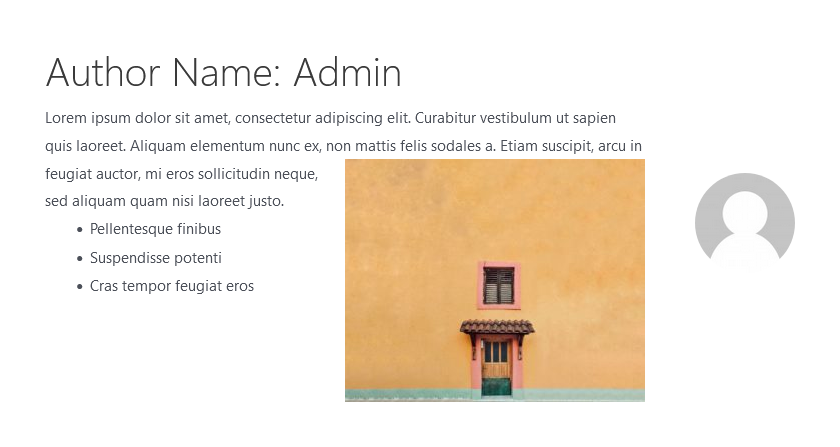 Author Name: Admin
Lorem ipsum dolor sit amet, consectetur adipiscing elit. Curabitur vestibulum ut sapien
quis laoreet. Aliquam elementum nunc ex, non mattis felis sodales a. Etiam suscipit, arcu in
feugiat auctor, mi eros sollicitudin neque,
sed aliquam quam nisi laoreet justo.
• Pellentesque finibus
• Suspendisse potenti
• Cras tempor feugiat eros